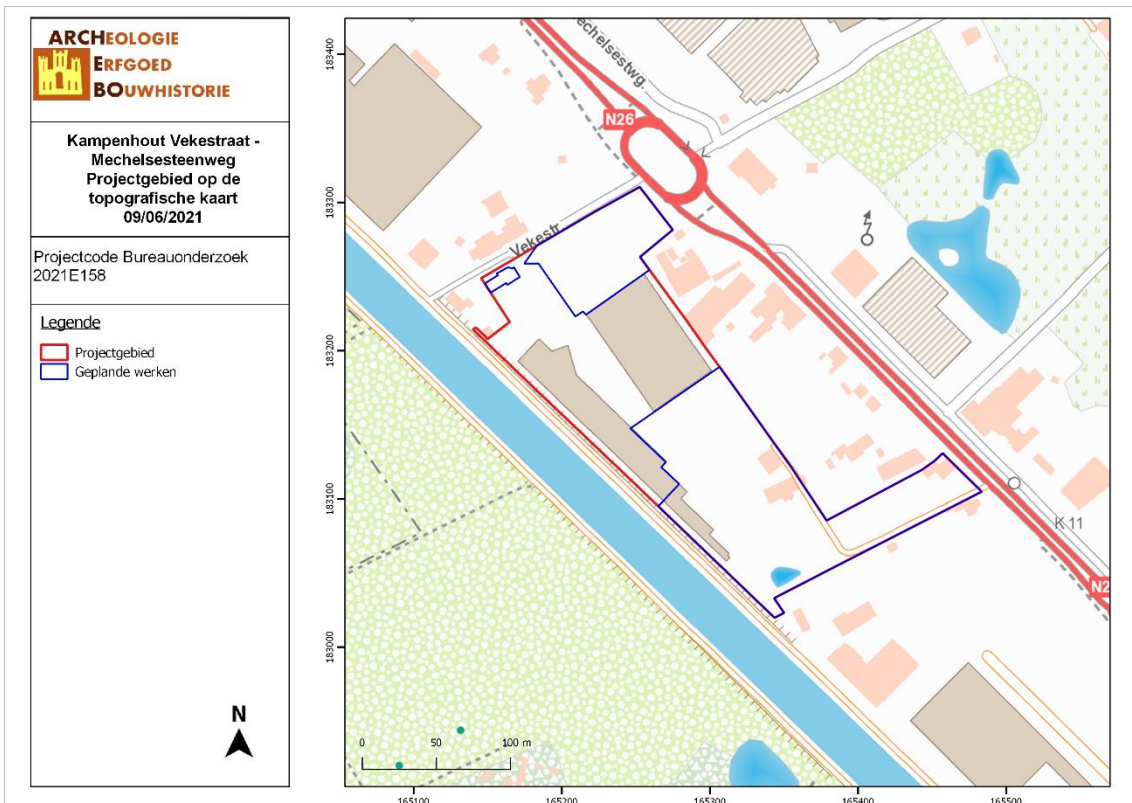 ARCHEOLOGIE
ERFGOED
BOUWHISTORIE
Kampenhout Vekestraat -
Mechelsesteenweg
Projectgebied op de
topografische kaart
09/06/2021
Projectcode Bureauonderzoek
2021E158
Legende
Projectgebied
Geplande werken
N
183400
183300
183200
183100
183000
Mechelsestwg.
N26
Vekestr.
K 11
N2
0 50 100 m
165100 165200 165300 165400 165500